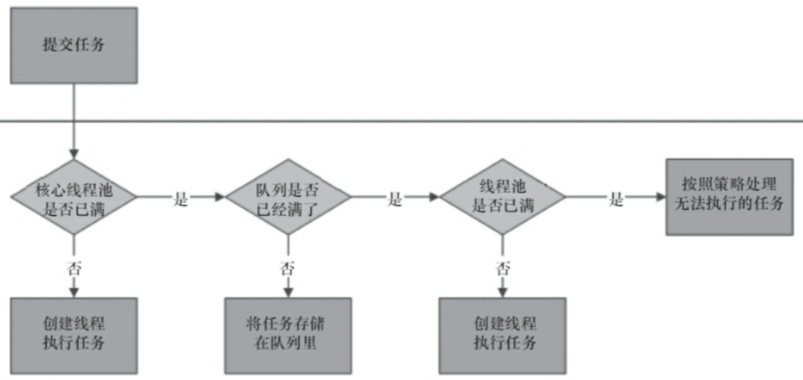 提交任务
核心线程池
是否已满
是
队列是否
已经满了
是
线程池
是否已满
是
按照策略处理
无法执行的任务
否
否
否
创建线程
执行任务
将任务存储
在队列里
创建线程
执行任务